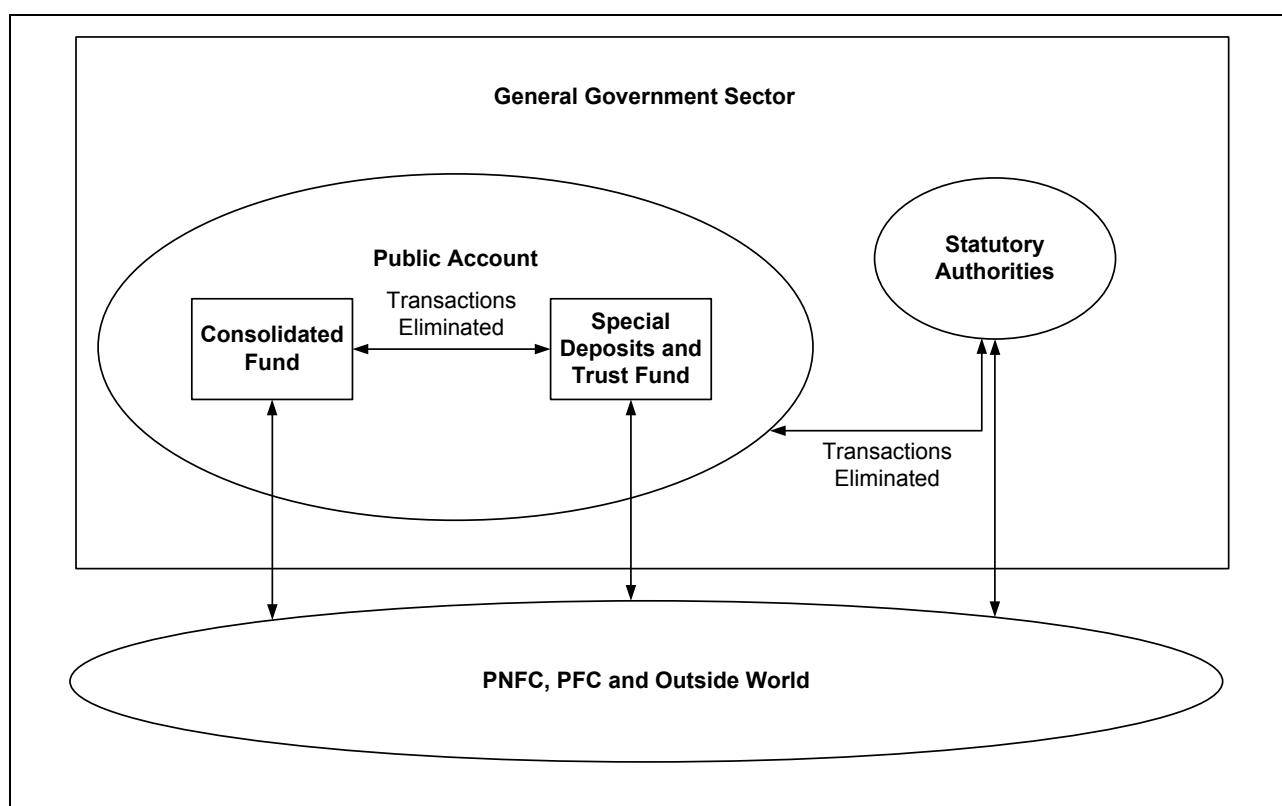 General Government Sector
Public Account
Transactions
Eliminated
Consolidated
Fund
Special
Deposits and
Trust Fund
Statutory
Authorities
Transactions
Eliminated
PNFC, PFC and Outside World